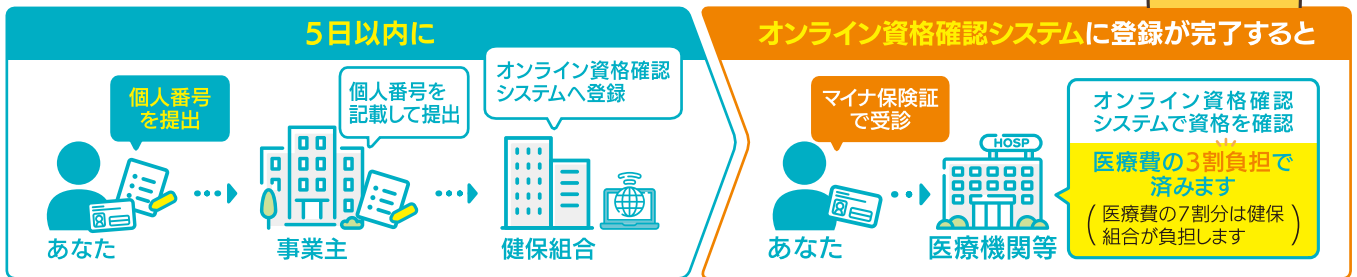 5日以内に
個人番号
を提出
個人番号を
記載して提出
オンライン資格確認
システムへ登録
あなた
事業主
健保組合
オンライン資格確認システムに登録が完了すると
マイナ保険証
で受診
HOSP
オンライン資格確認
システムで資格を確認
医療費の3割負担で
済みます
(医療費の7割分は健保
組合が負担します)
あなた
医療機関等